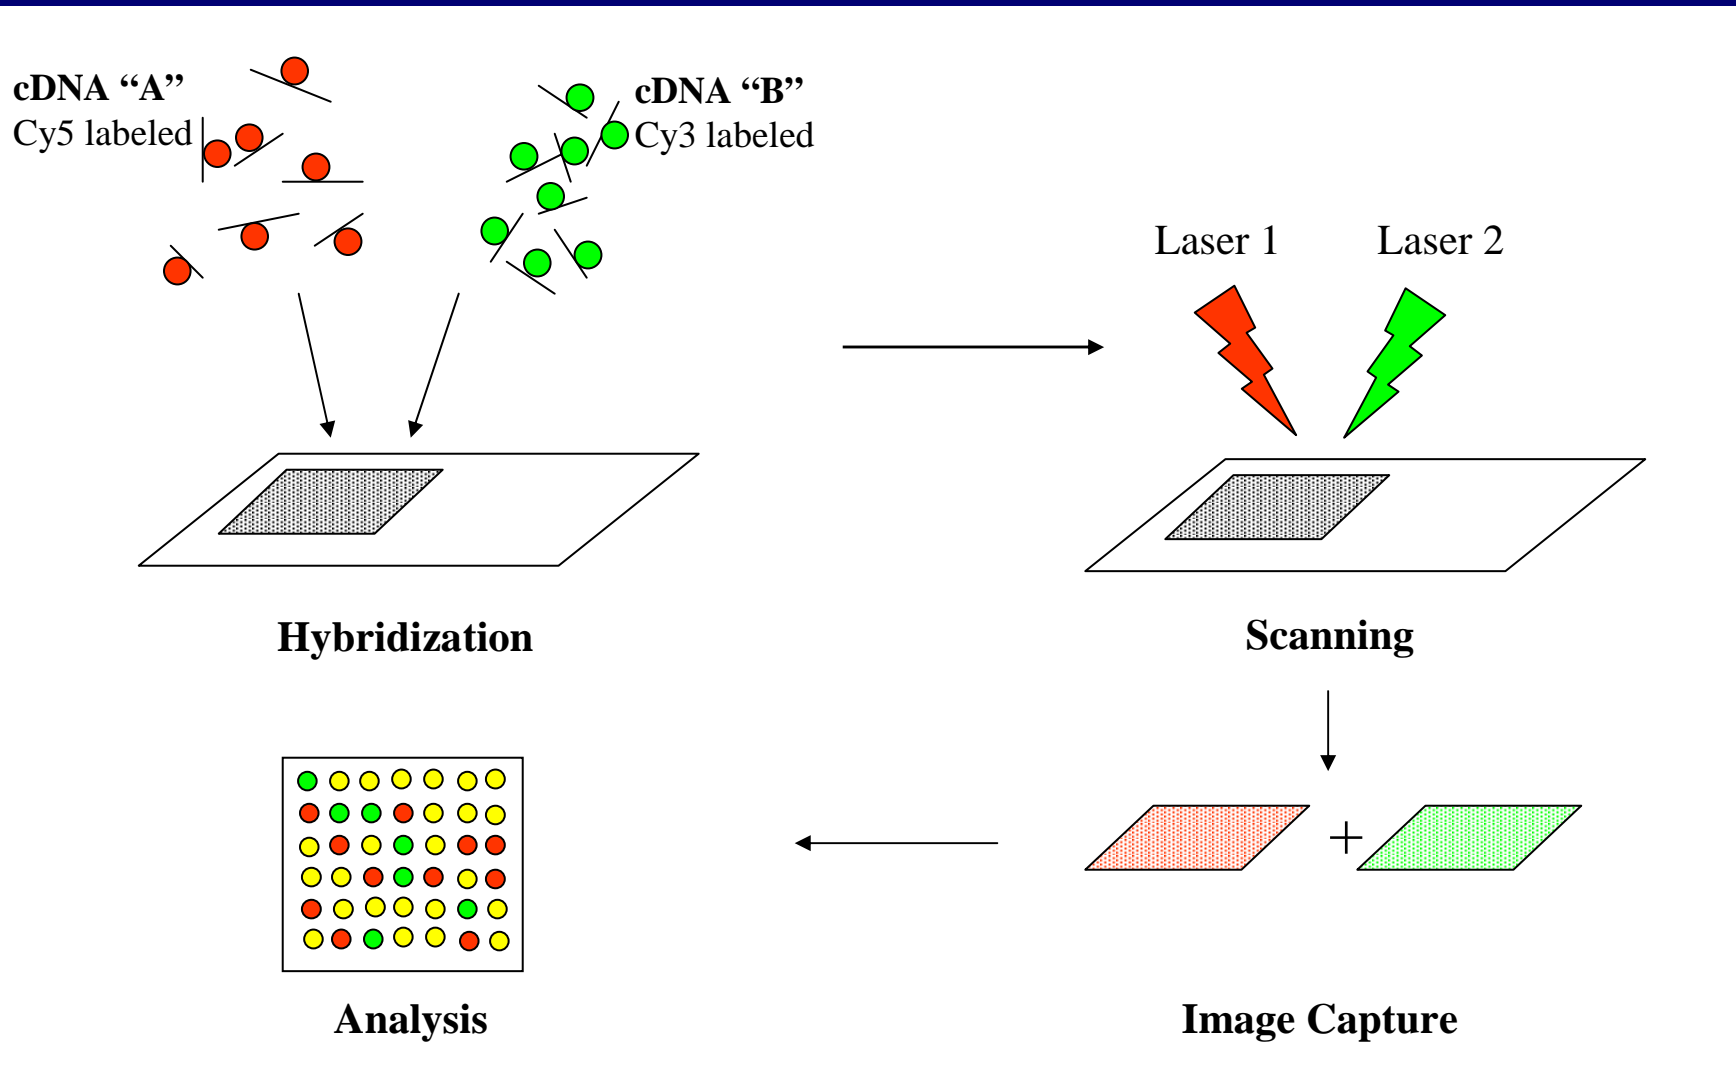 cDNA “A”
Cy5 labeled
cDNA “B”
Cy3 labeled
Laser 1
Laser 2
Hybridization
Scanning
+
Analysis
Image Capture